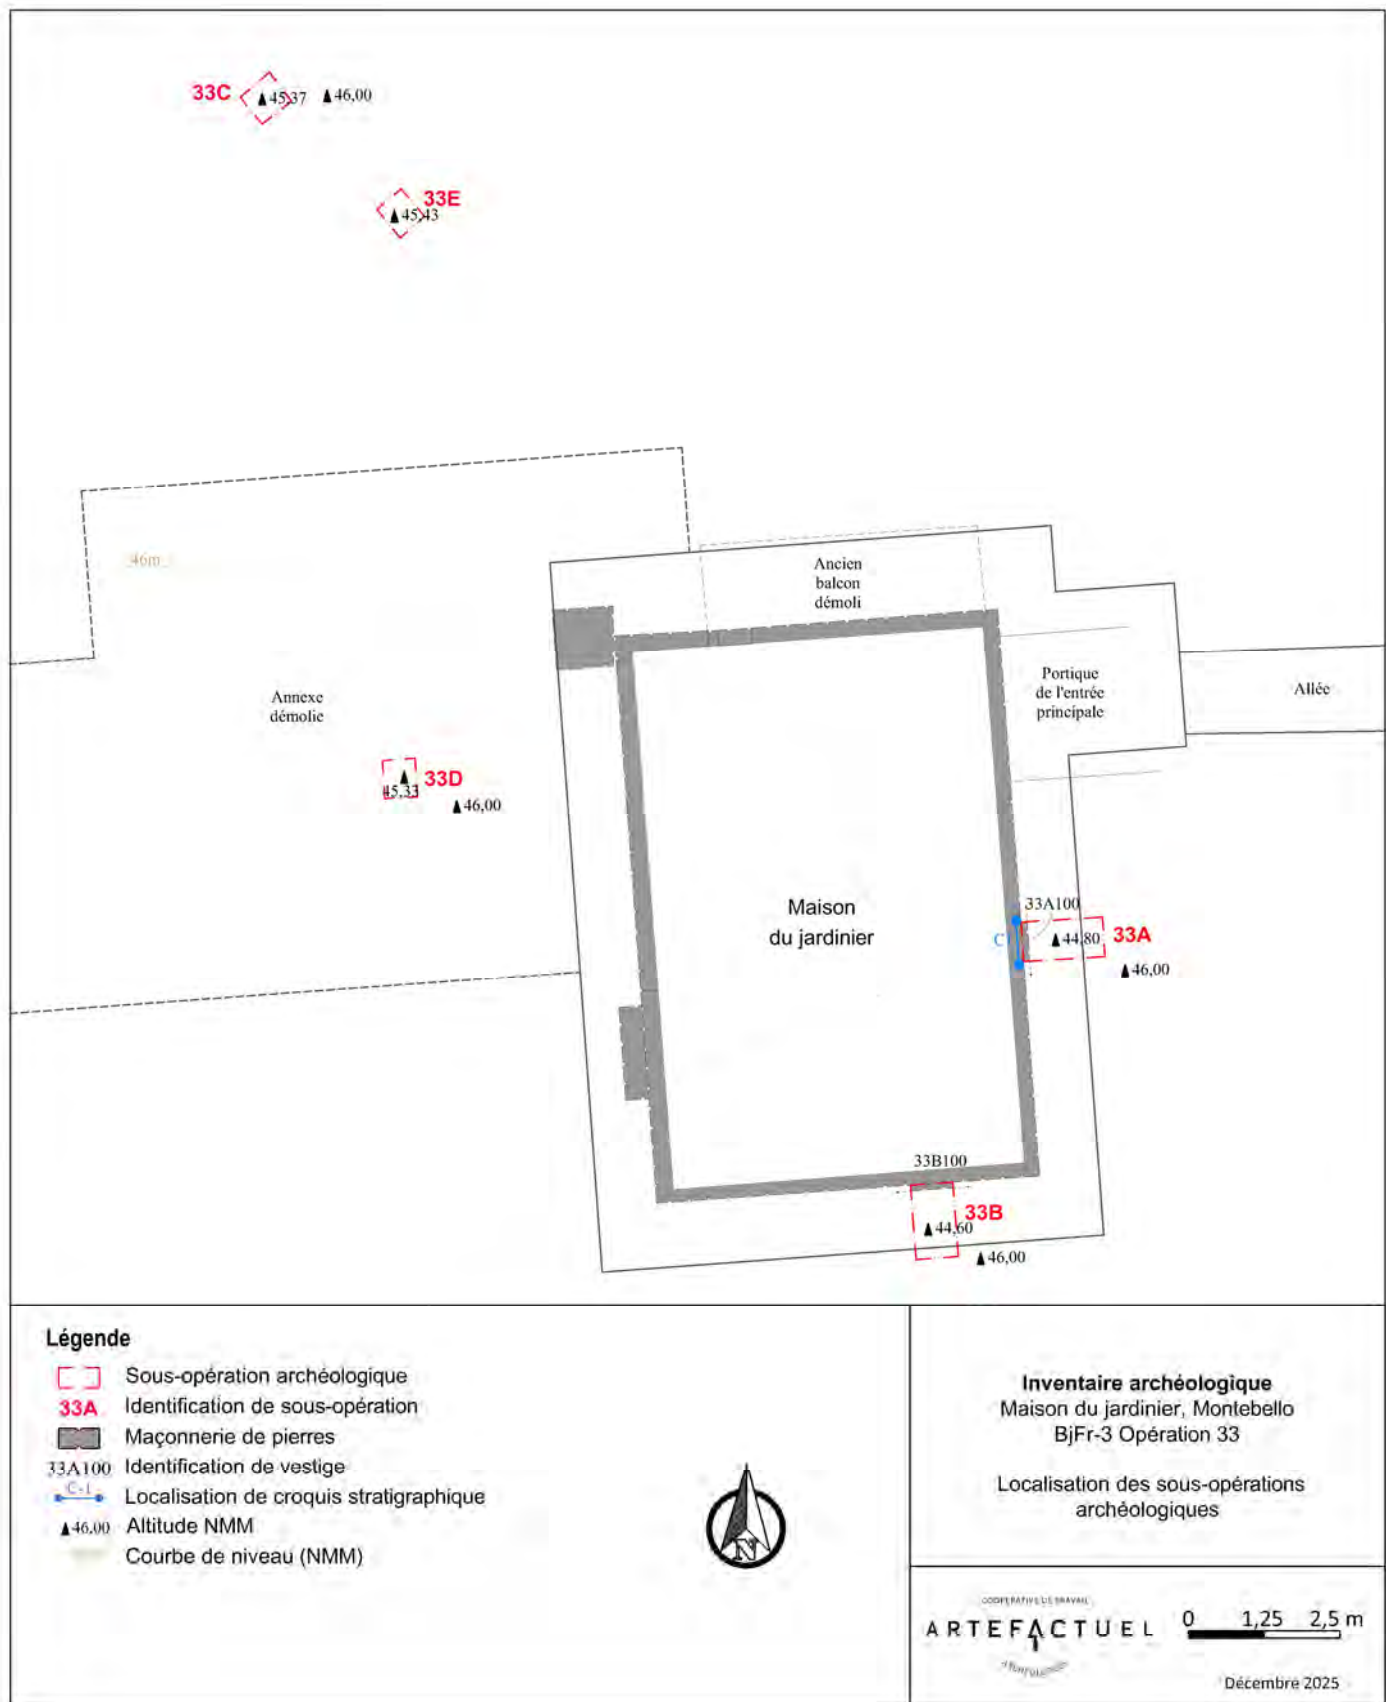 33C
45,37
46,00
33E
45,43
46m
Ancien
balcon
démoli
Portique
de l'entrée
principale
Allée
Annexe
démolie
33D
45,33
46,00
Maison
du jardinier
33A100
C
44,80
33A
46,00
33B100
33B
44,60
46,00
Légende
Sous-opération archéologique
33A Identification de sous-opération
Maçonnerie de pierres
33A100 Identification de vestige
C-1 Localisation de croquis stratigraphique
46,00 Altitude NMM
Courbe de niveau (NMM)
N
Inventaire archéologique
Maison du jardinier, Montebello
BjFr-3 Opération 33
Localisation des sous-opérations
archéologiques
COOPÉRATIVE DE TRAVAIL
ARTEFACTUEL
0 1,25 2,5 m
Décembre 2025